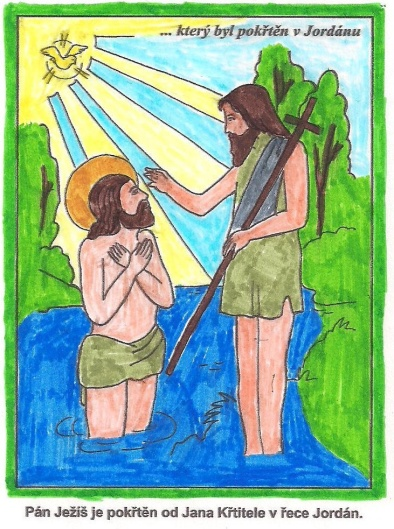 ... který byl pokřtěn v Jordánu
Pán Ježíš je pokřtěn od Jana Křtitele v řece Jordán.